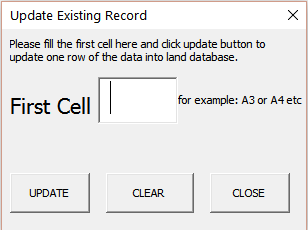 Update Existing Record
Please fill the first cell here and click update button to
update one row of the data into land database.
First Cell
for example: A3 or A4 etc
UPDATE
CLEAR
CLOSE